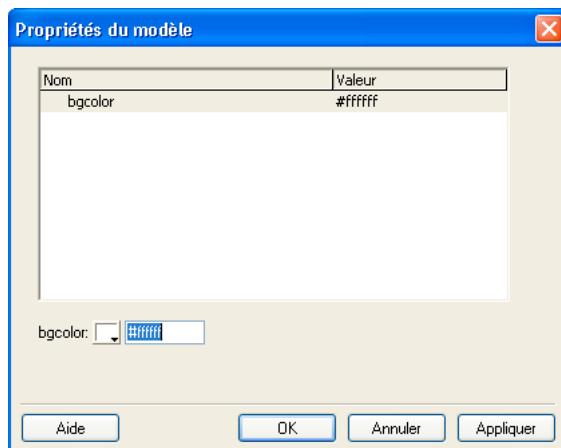 Propriétés du modèle
Nom Valeur
bgcolor #ffffff
bgcolor: #ffffff
Aide OK Annuler Appliquer